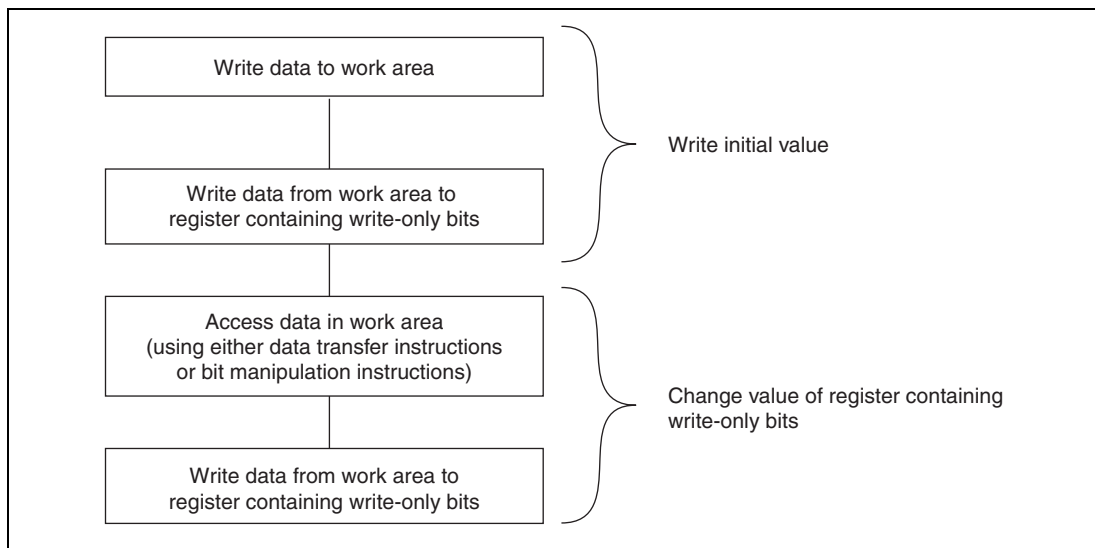 Write data to work area
Write initial value
Write data from work area to
register containing write-only bits
Access data in work area
(using either data transfer instructions
or bit manipulation instructions)
Change value of register containing
write-only bits
Write data from work area to
register containing write-only bits